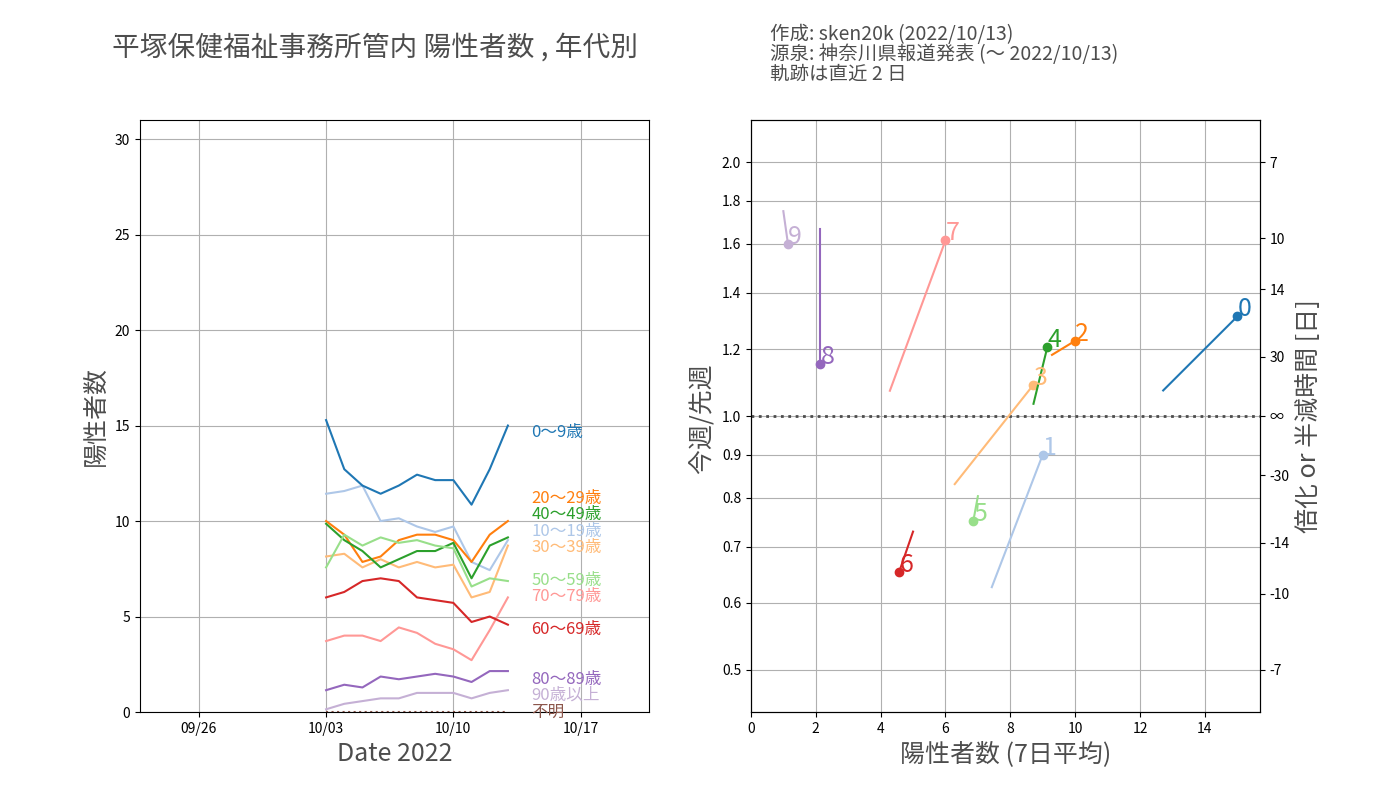 平塚保健福祉事務所管内 陽性者数 , 年代別
作成: sken20k (2022/10/13)
源泉: 神奈川県報道発表 (～ 2022/10/13)
軌跡は直近 2 日
陽性者数
30
25
20
15
10
5
0
09/26
10/03
10/10
10/17
Date 2022
0～9歳
20～29歳
40～49歳
10～19歳
30～39歳
50～59歳
70～79歳
60～69歳
80～89歳
90歳以上
不明
今週/先週
2.0
1.8
1.6
1.4
1.2
1.0
0.9
0.8
0.7
0.6
0.5
9
7
8
0
4
2
3
1
5
6
0
2
4
6
8
10
12
14
陽性者数 (7日平均)
7
10
14
30
∞
-30
-14
-10
-7
倍化 or 半減時間 [日]